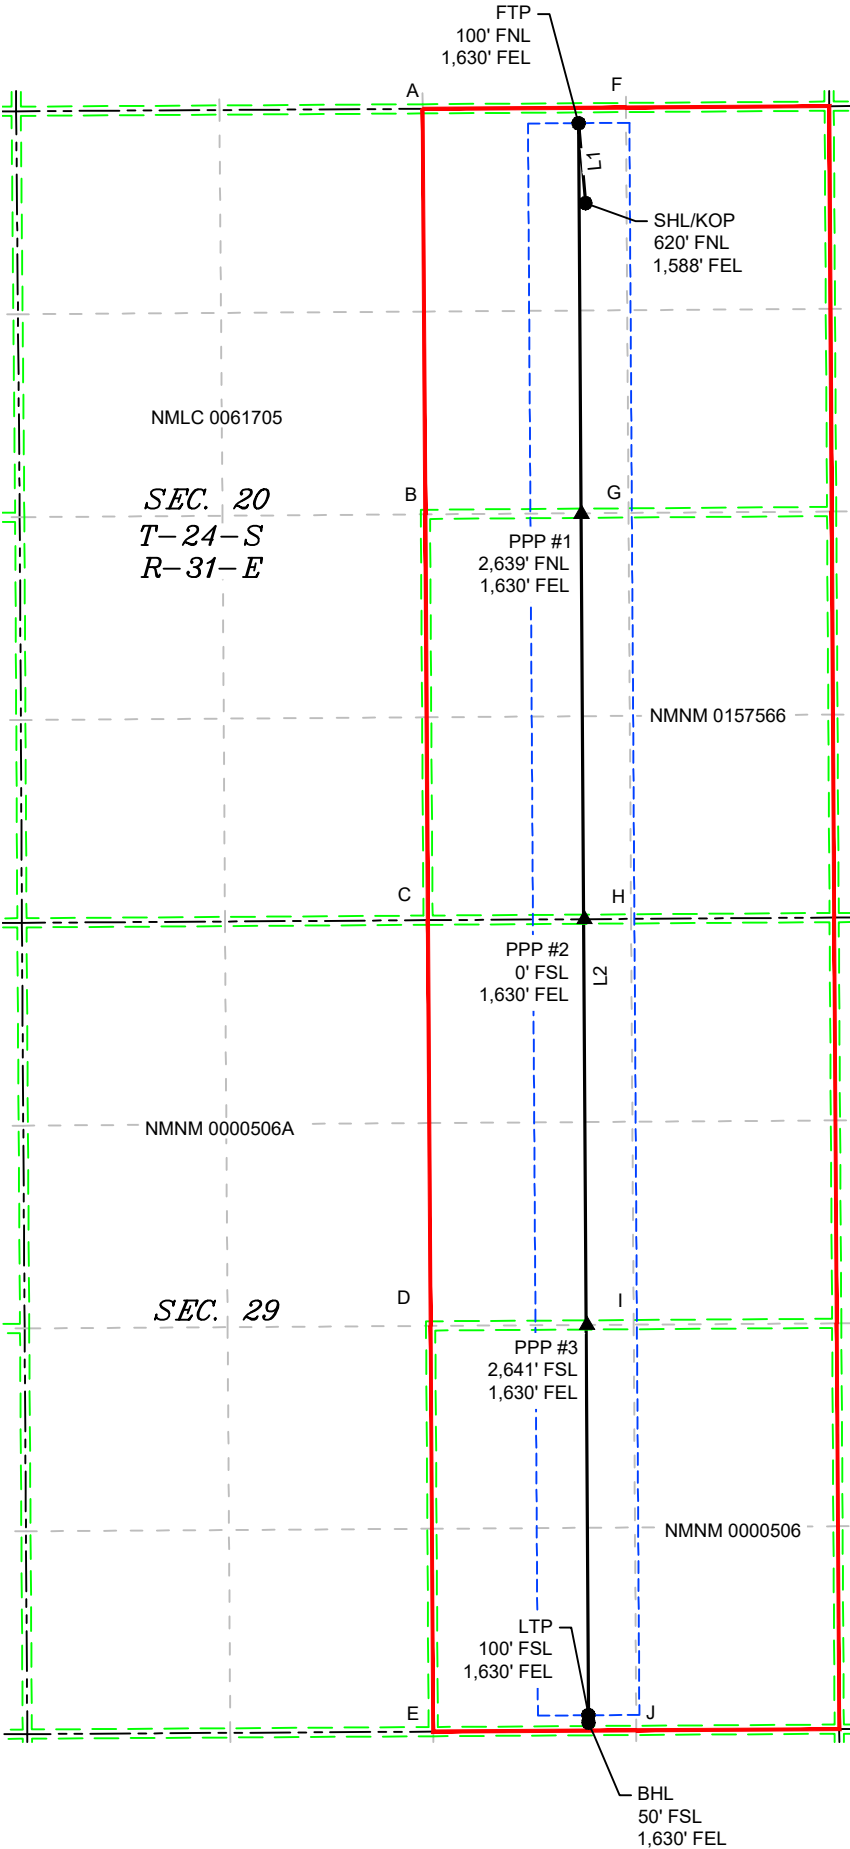 FTP
100' FNL
1,630' FEL
A
F
L1
SHL/KOP
620' FNL
1,588' FEL
NMLC 0061705
SEC. 20
T-24-S
R-31-E
B
G
PPP #1
2,639' FNL
1,630' FEL
NMNM 0157566
C
H
PPP #2
0' FSL
1,630' FEL
L2
NMNM 0000506A
SEC. 29
D
I
PPP #3
2,641' FSL
1,630' FEL
NMNM 0000506
LTP
100' FSL
1,630' FEL
E
J
BHL
50' FSL
1,630' FEL